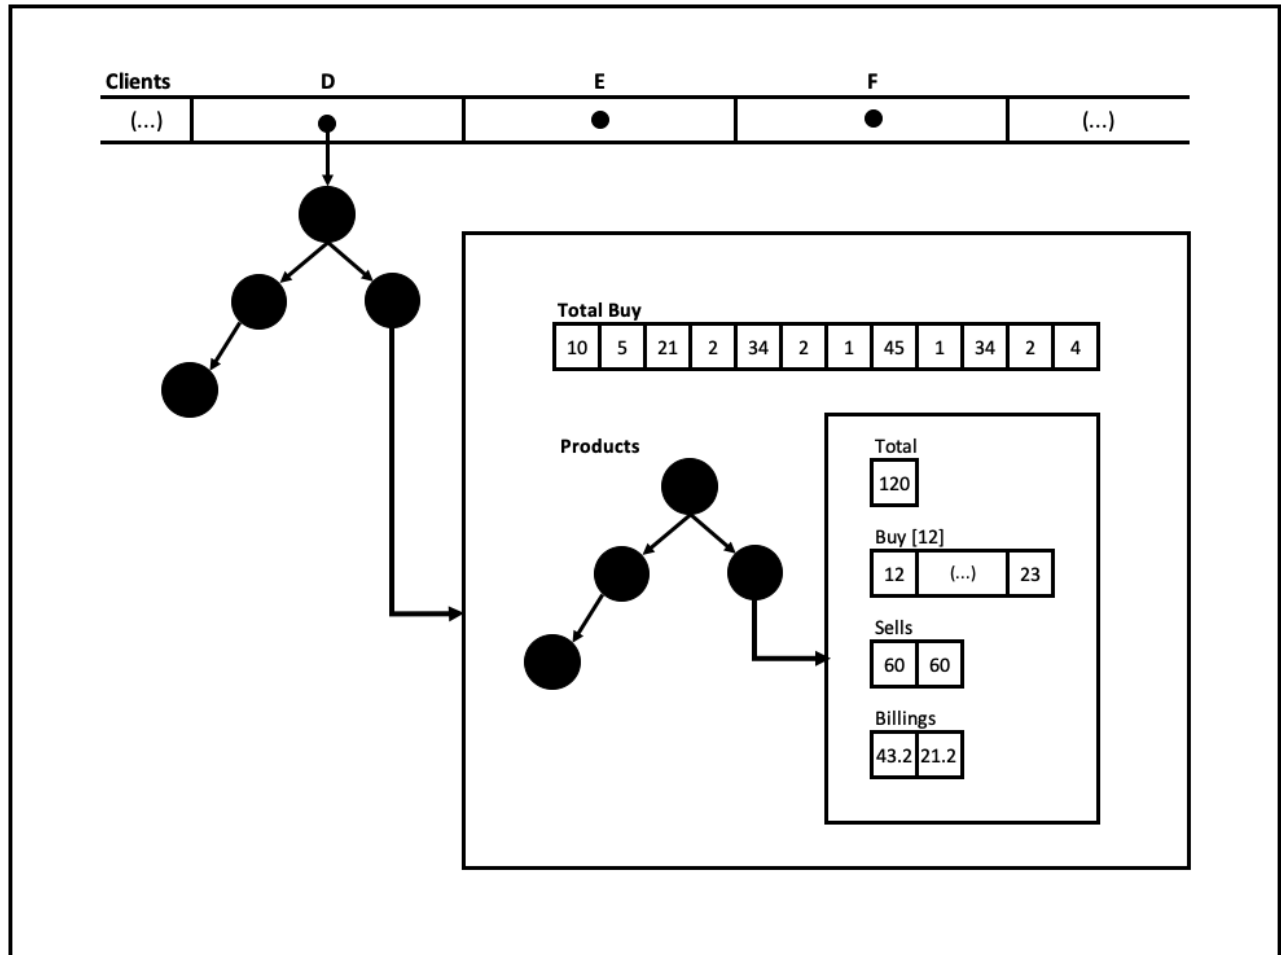 Clients D E F
(...) (...)
Total Buy
10 5 21 2 34 2 1 45 1 34 2 4
Products
Total
120
Buy [12]
12 (...) 23
Sells
60 60
Billings
43.2 21.2